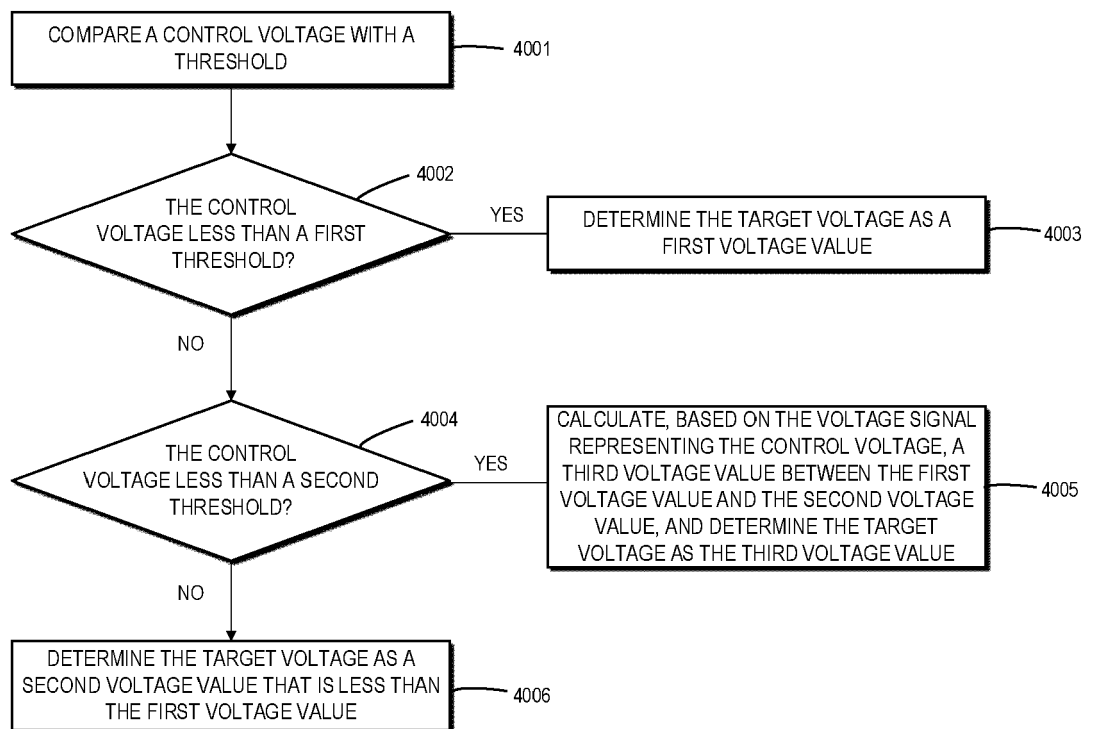 COMPARE A CONTROL VOLTAGE WITH A
THRESHOLD
4001
4002
THE CONTROL
VOLTAGE LESS THAN A FIRST
THRESHOLD?
YES
DETERMINE THE TARGET VOLTAGE AS A
FIRST VOLTAGE VALUE
4003
NO
4004
THE CONTROL
VOLTAGE LESS THAN A SECOND
THRESHOLD?
YES
CALCULATE, BASED ON THE VOLTAGE SIGNAL
REPRESENTING THE CONTROL VOLTAGE, A
THIRD VOLTAGE VALUE BETWEEN THE FIRST
VOLTAGE VALUE AND THE SECOND VOLTAGE
VALUE, AND DETERMINE THE TARGET
VOLTAGE AS THE THIRD VOLTAGE VALUE
4005
NO
DETERMINE THE TARGET VOLTAGE AS A
SECOND VOLTAGE VALUE THAT IS LESS THAN
THE FIRST VOLTAGE VALUE
4006